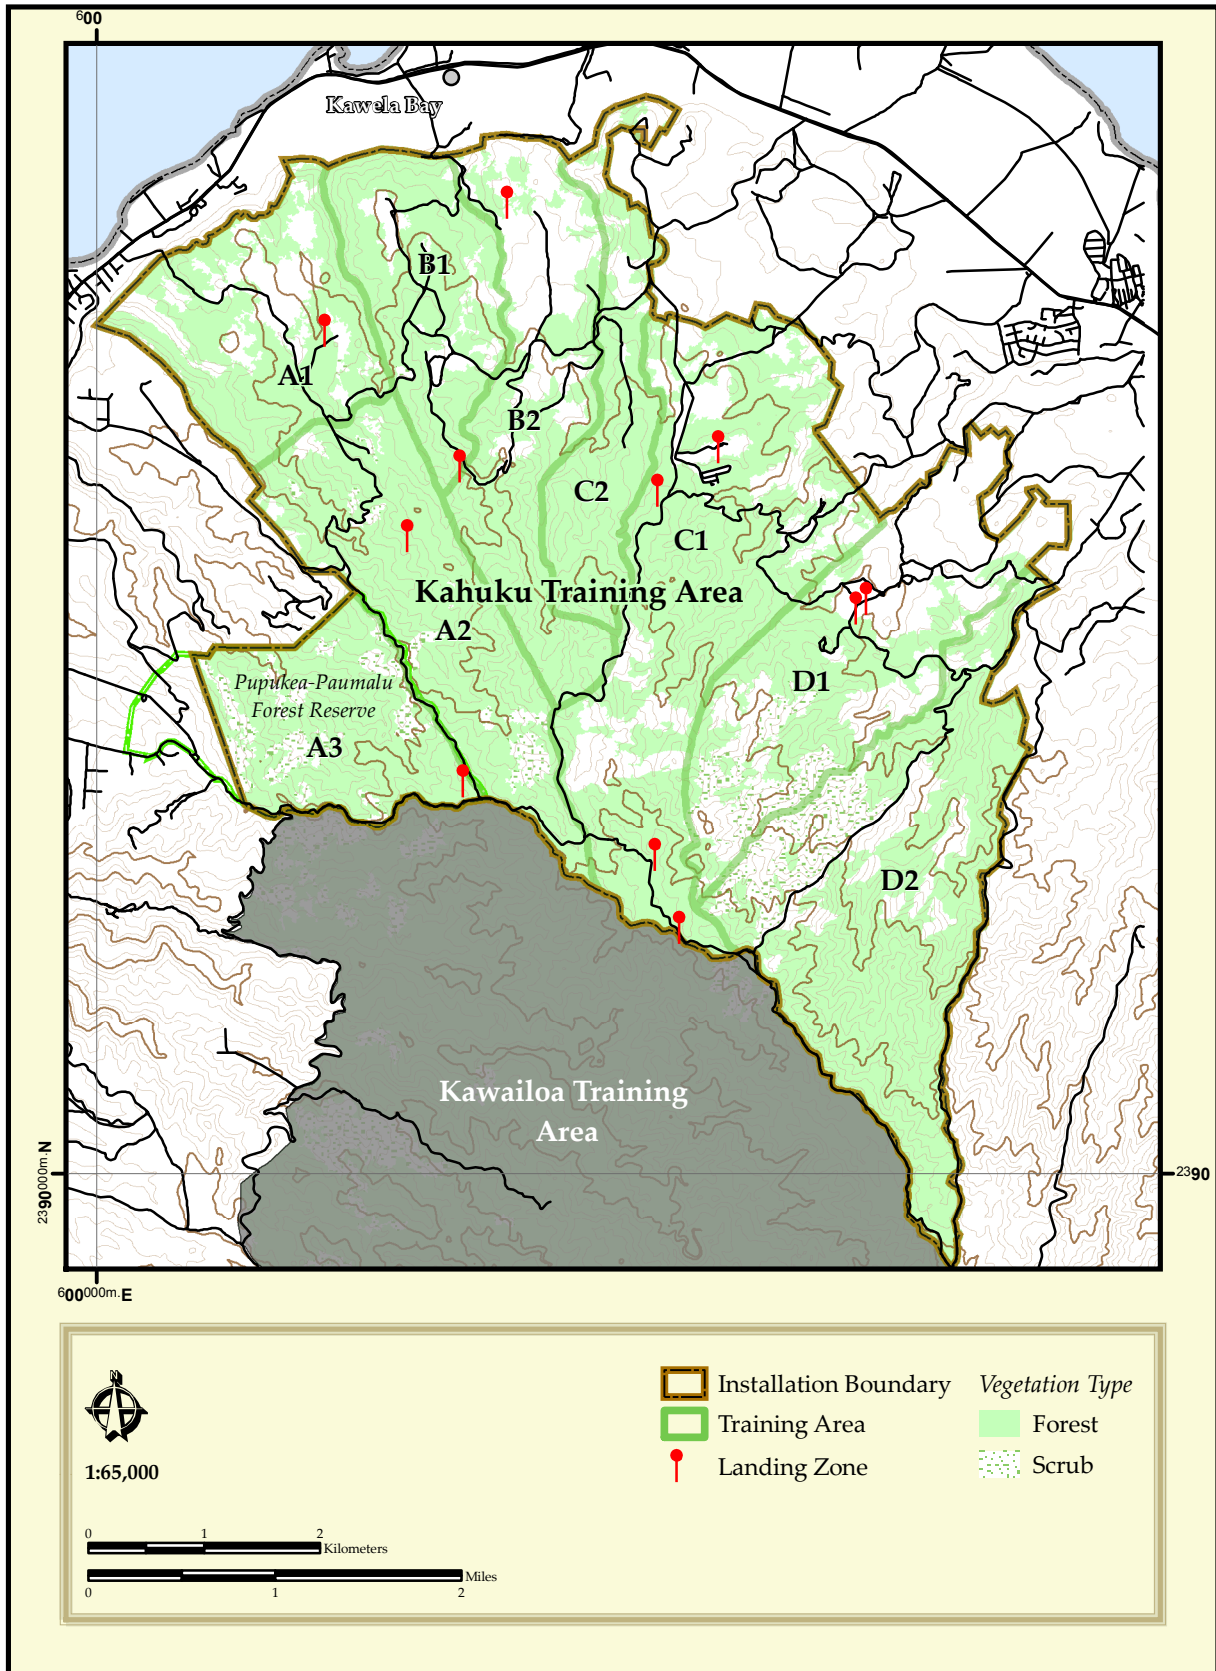 600
Kawela Bay
B1
A1
B2
C2
C1
Kahuku Training Area
A2
D1
Pupukea-Paumalu
Forest Reserve
A3
D2
Kawailoa Training
Area
2390000m.N
2390
600000m.E
N
1:65,000
0 1 2
Kilometers
Miles
0 1 2
Installation Boundary
Training Area
Landing Zone
Vegetation Type
Forest
Scrub